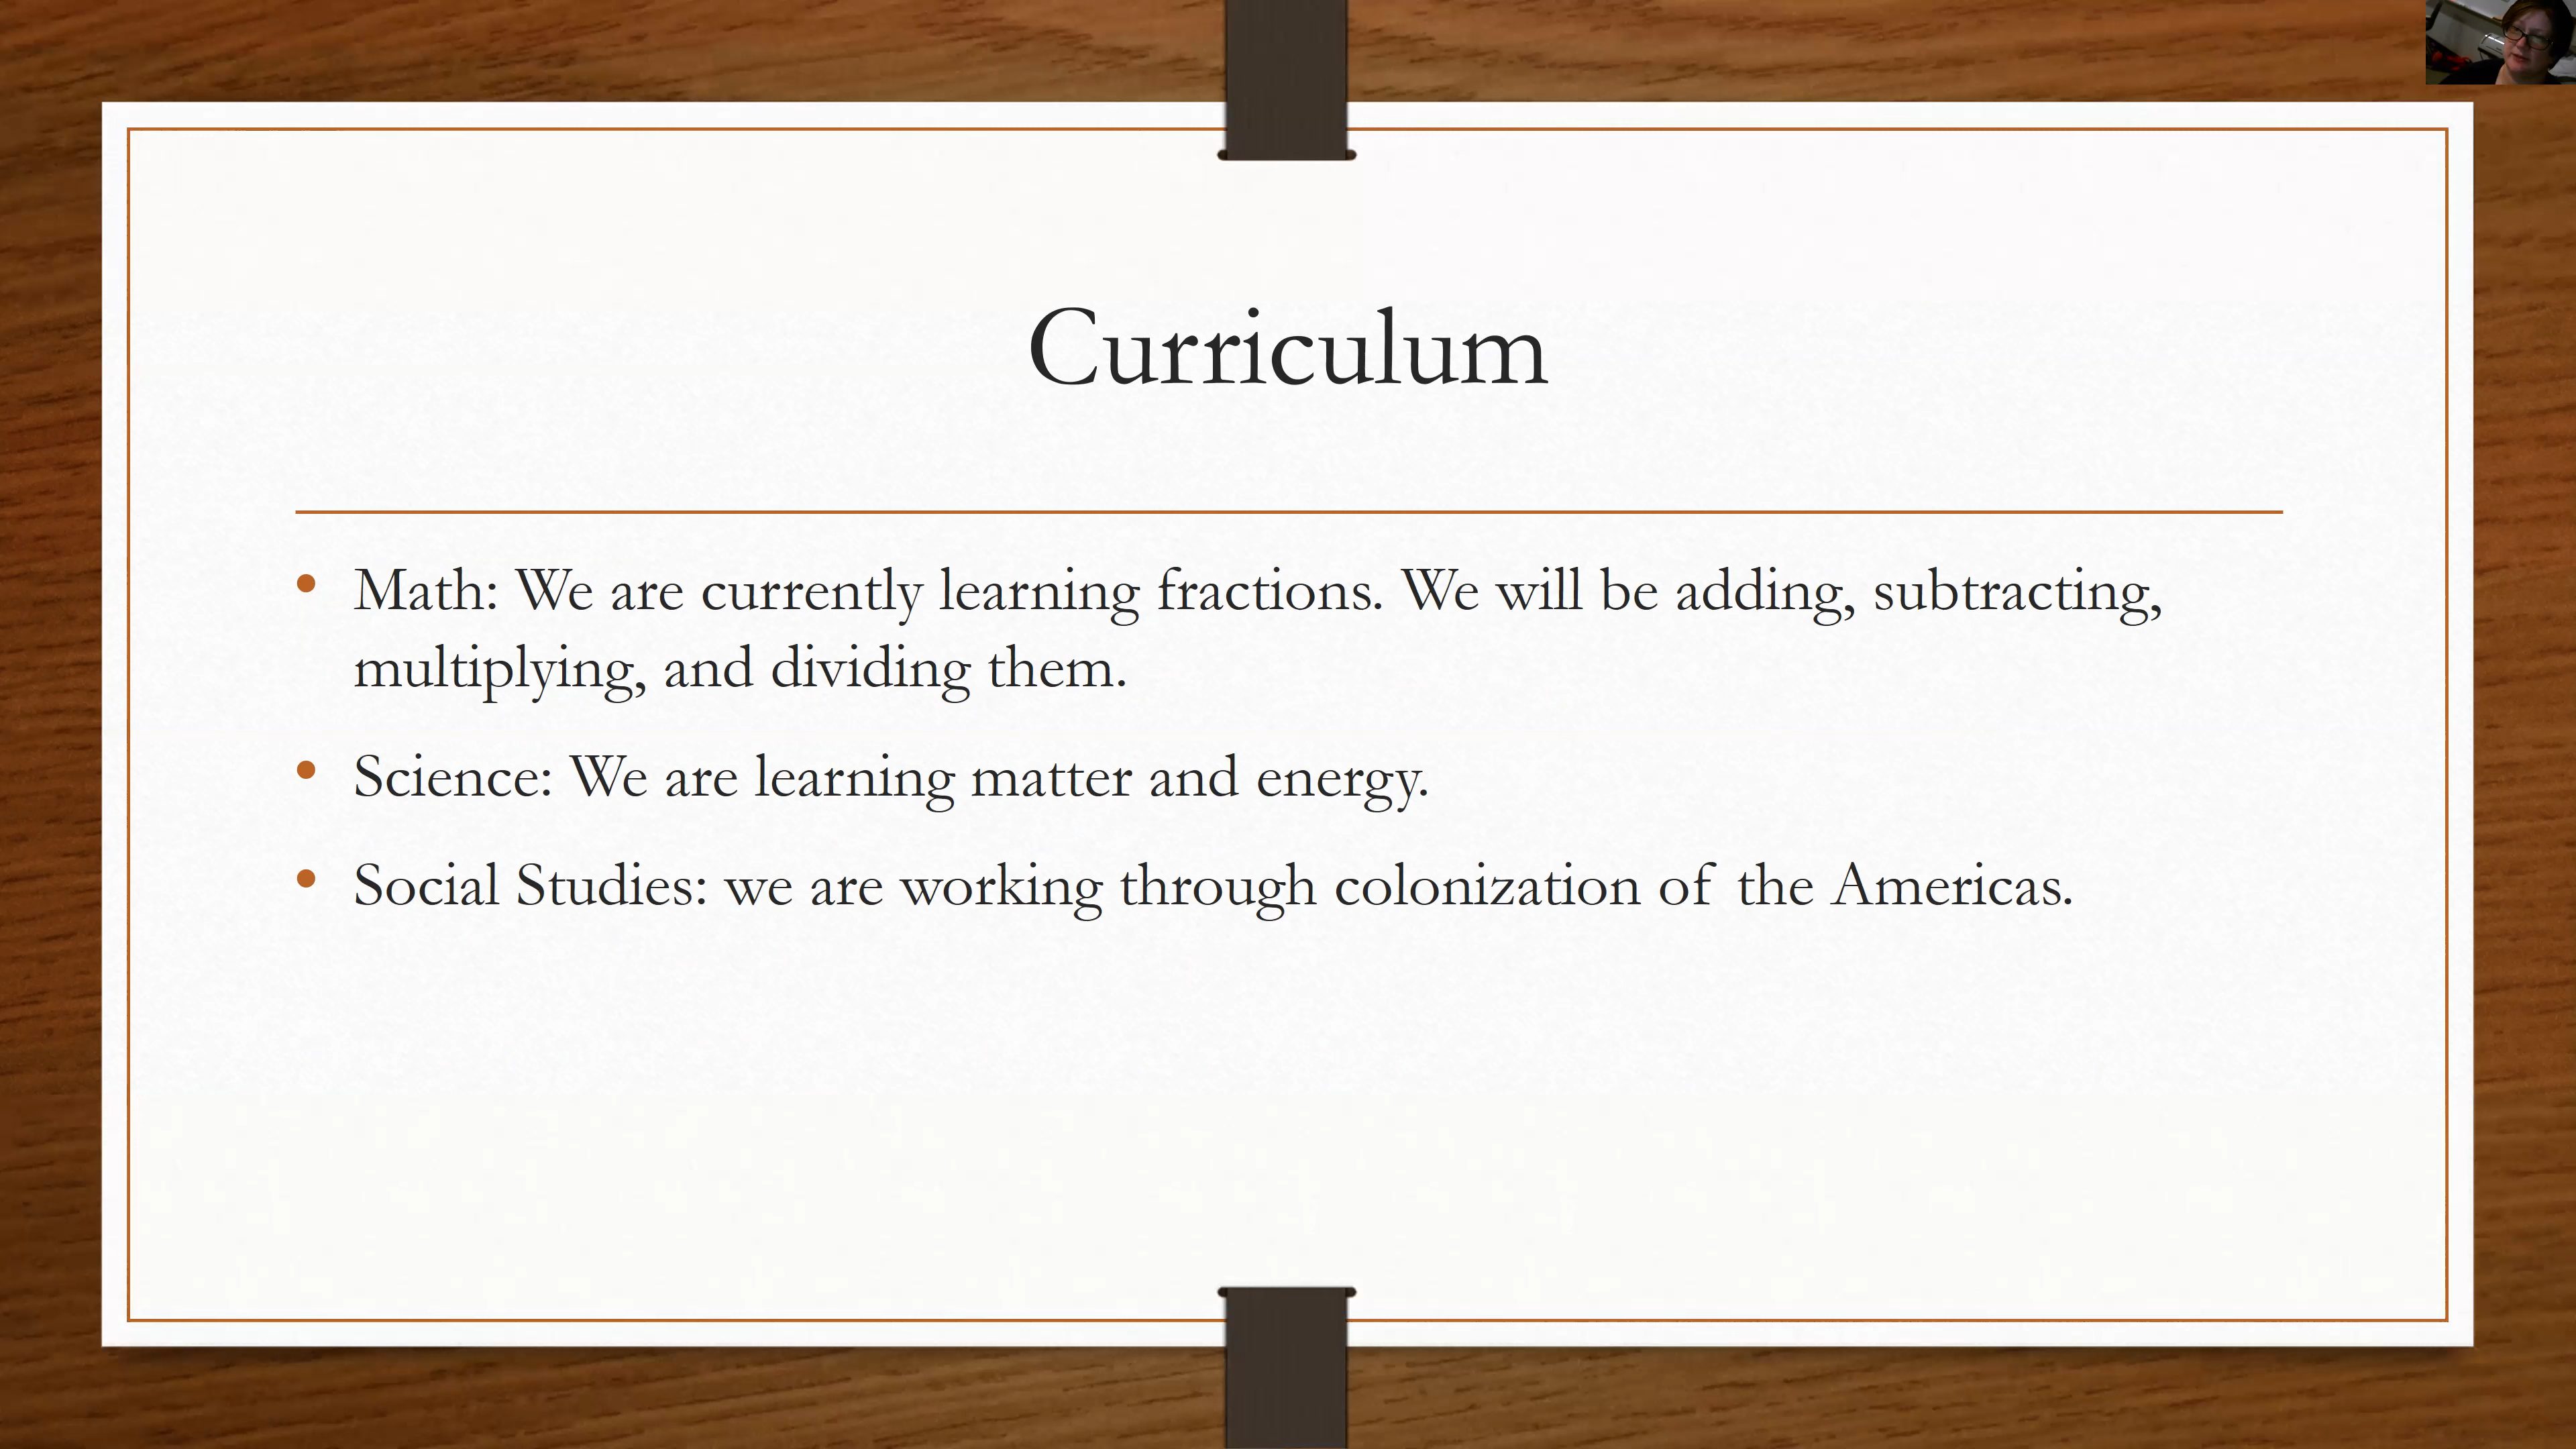 Curriculum
• Math: We are currently learning fractions. We will be adding, subtracting,
multiplying, and dividing them.
• Science: We are learning matter and energy.
• Social Studies: we are working through colonization of the Americas.